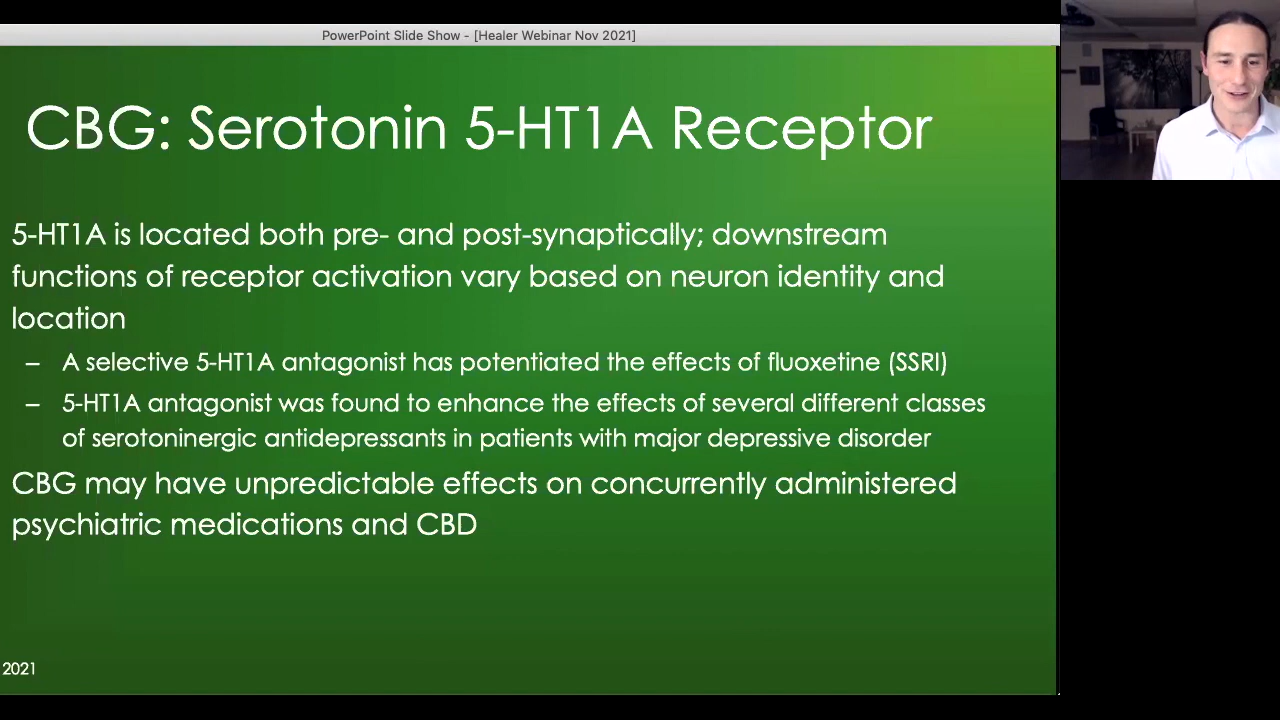 PowerPoint Slide Show - [Healer Webinar Nov 2021]
CBG: Serotonin 5-HT1A Receptor
5-HT1A is located both pre- and post-synaptically; downstream
functions of receptor activation vary based on neuron identity and
location
– A selective 5-HT1A antagonist has potentiated the effects of fluoxetine (SSRI)
– 5-HT1A antagonist was found to enhance the effects of several different classes
of serotoninergic antidepressants in patients with major depressive disorder
CBG may have unpredictable effects on concurrently administered
psychiatric medications and CBD
2021